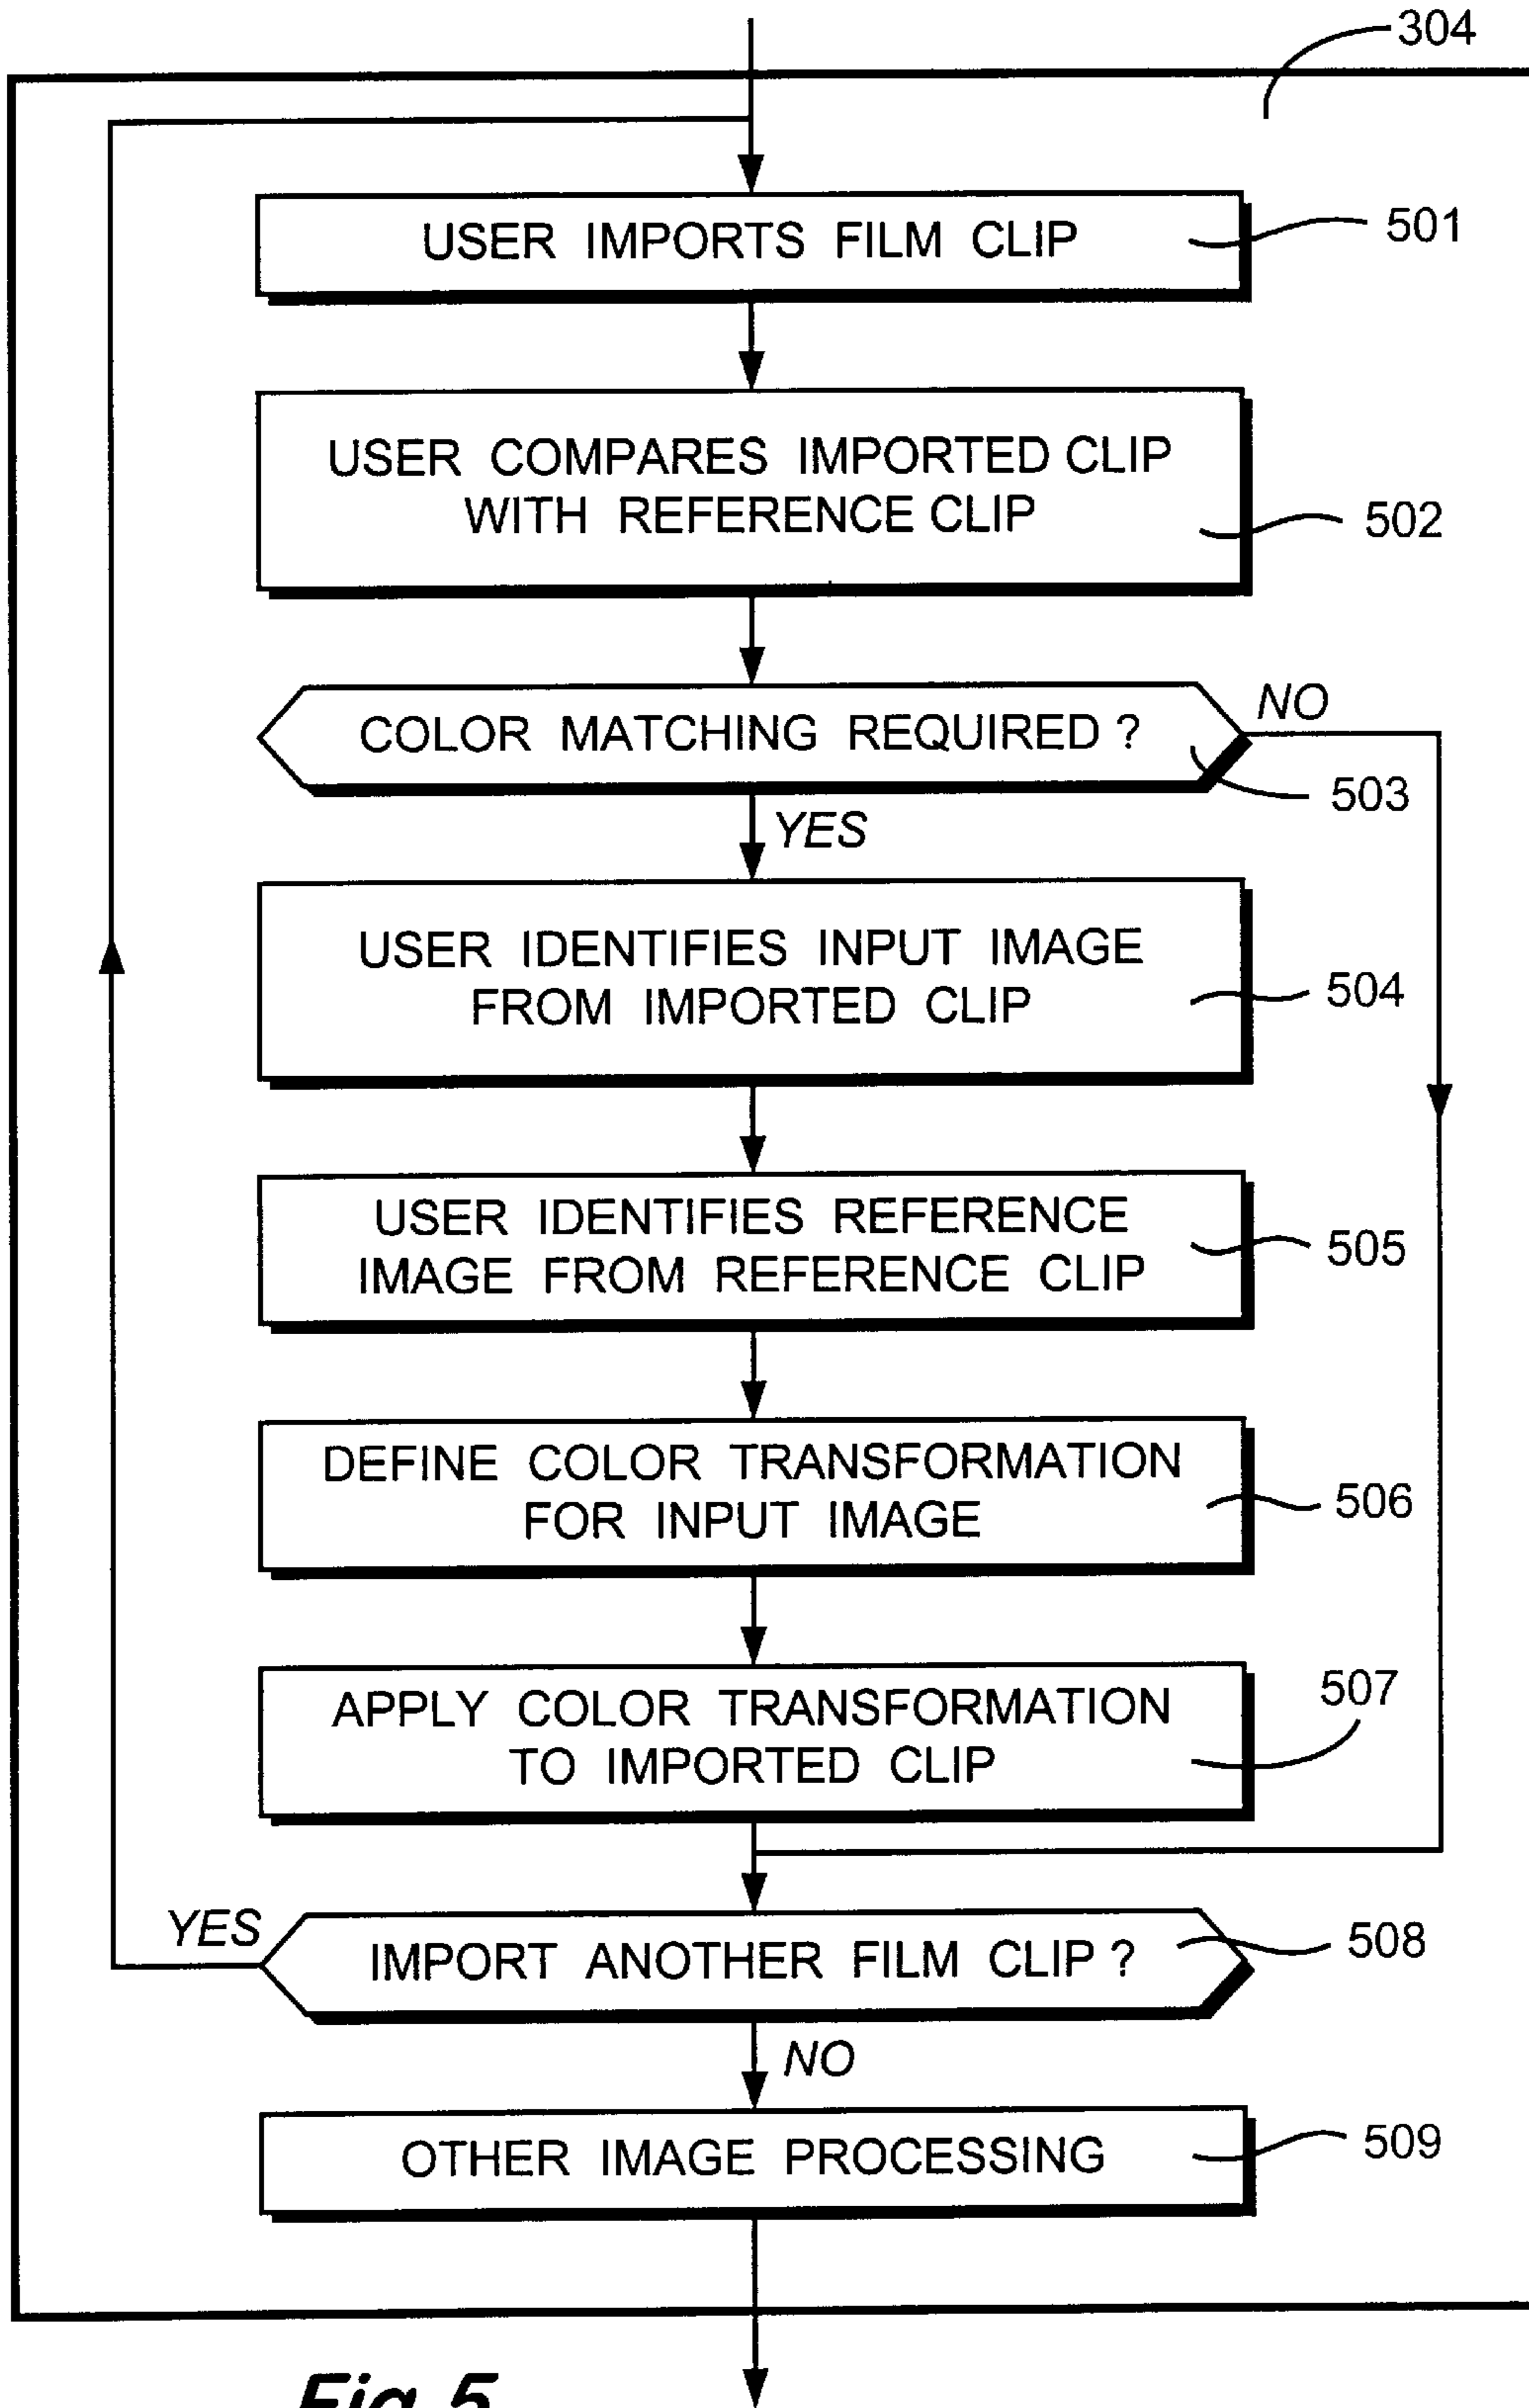 304
USER IMPORTS FILM CLIP
501
USER COMPARES IMPORTED CLIP
WITH REFERENCE CLIP
502
COLOR MATCHING REQUIRED ?
NO
503
YES
USER IDENTIFIES INPUT IMAGE
FROM IMPORTED CLIP
504
USER IDENTIFIES REFERENCE
IMAGE FROM REFERENCE CLIP
505
DEFINE COLOR TRANSFORMATION
FOR INPUT IMAGE
506
APPLY COLOR TRANSFORMATION
TO IMPORTED CLIP
507
YES
IMPORT ANOTHER FILM CLIP ?
508
NO
OTHER IMAGE PROCESSING
509
Fig 5